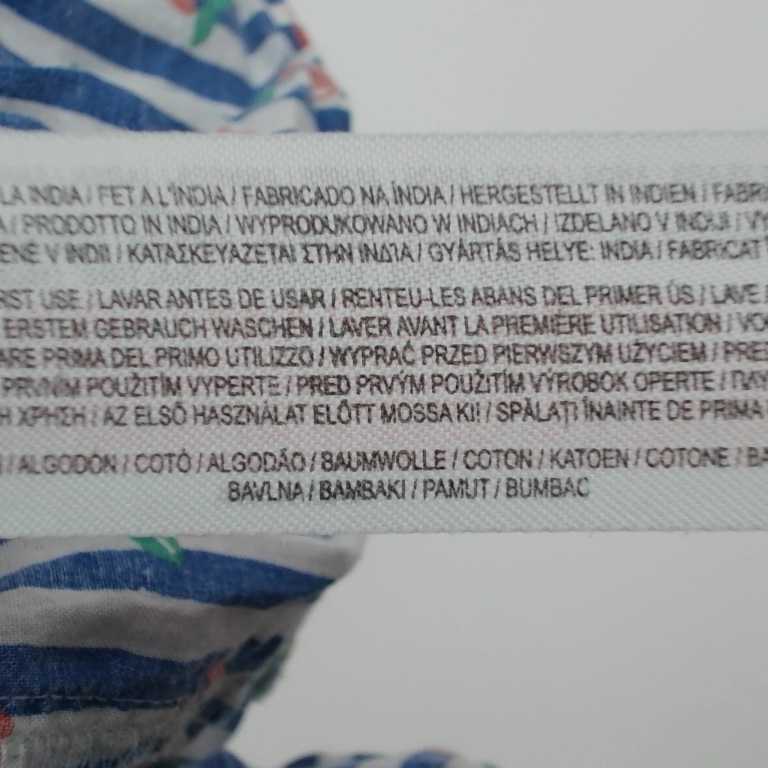 LA INDIA / FET A L'ÍNDIA / FABRICADO NA ÍNDIA / HERGESTELLT IN INDIEN /
/ PRODOTTO IN INDIA / WYPRODUKOWANO W INDIACH / IZDELANO V INDIJI /
V INDII / ΚΑΤΑΣΚΕΥΑΖΕΤΑΙ ΣΤΗΝ ΙΝΔΊΑ / GYÁRTÁS HELYE: INDIA / FABRICAT
USE / LAVAR ANTES DE USAR / RENTEU-LES ABANS DEL PRIMER ÚS / LAVE
ERSTEM GEBRAUCH WASCHEN / LAVER AVANT LA PREMIÈRE UTILISATION /
PRIMA DEL PRIMO UTILIZZO / WYPRAĆ PRZED PIERWSZYM UŻYCIEM /
PRVNÍM POUŽITÍM VYPERTE / PRED PRVÝM POUŽITÍM VÝROBOK OPERTE /
ΧΡΗΣΗ / AZ ELSŐ HASZNÁLAT ELŐTT MOSSA KI! / SPĂLAȚI ÎNAINTE DE PRIMA
/ ALGODÓN / COTÓ / ALGODÃO / BAUMWOLLE / COTON / KATOEN / COTONE /
BAVLNA / BAMBAKI / PAMUT / BUMBAC